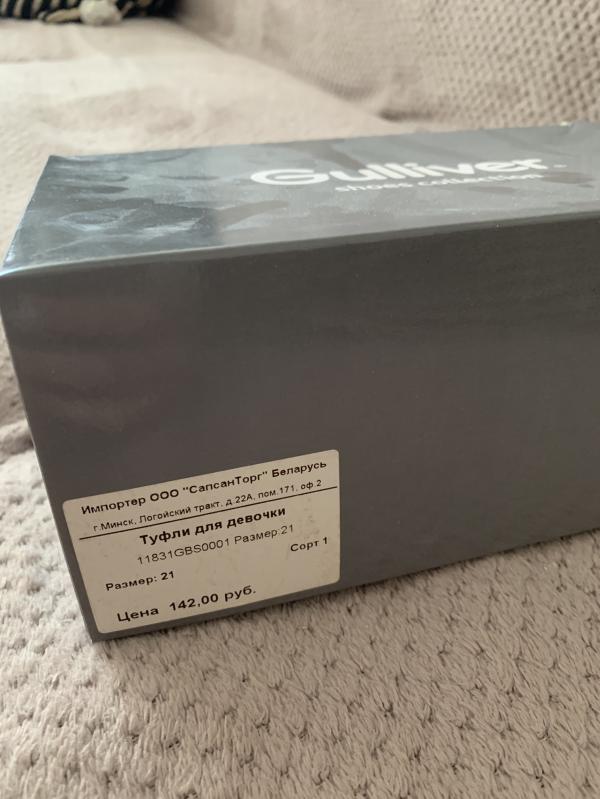 Gulliver
shoes collection
Импортер ООО "СапсанТорг" Беларусь
г.Минск, Логойский тракт, д.22А, пом.171, оф.2
Туфли для девочки
11831GBS0001 Размер:21
Сорт 1
Размер: 21
Цена 142,00 руб.